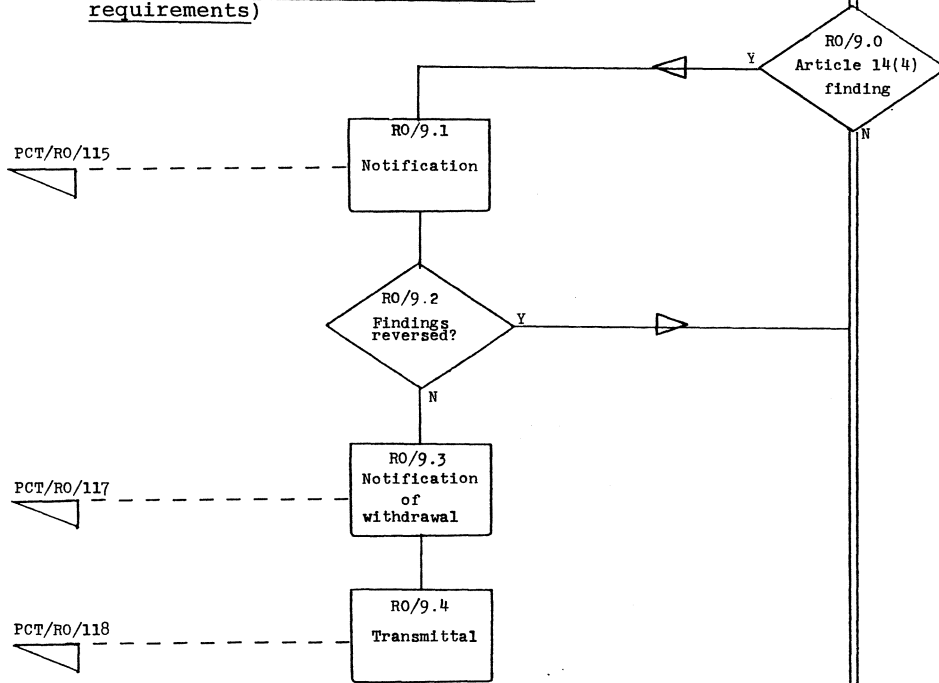 requirements)
RO/9.0
Article 14(4)
finding
Y
N
RO/9.1
Notification
PCT/RO/115
RO/9.2
Findings
reversed?
Y
N
RO/9.3
Notification
of
withdrawal
PCT/RO/117
RO/9.4
Transmittal
PCT/RO/118